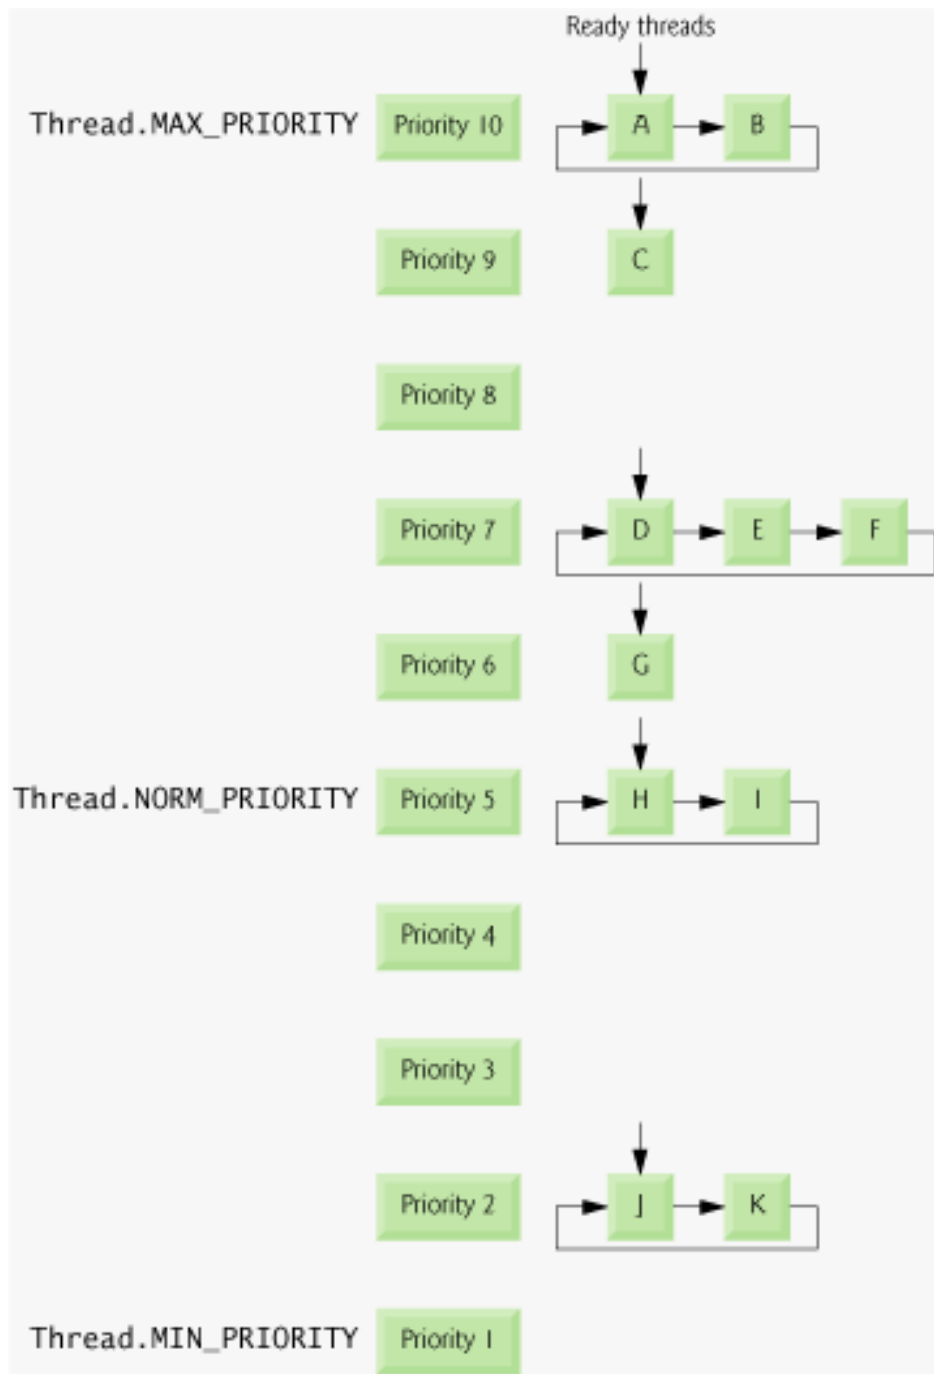 Ready threads
Thread.MAX_PRIORITY Priority 10 A B
Priority 9 C
Priority 8
Priority 7 D E F
Priority 6 G
Thread.NORM_PRIORITY Priority 5 H I
Priority 4
Priority 3
Priority 2 J K
Thread.MIN_PRIORITY Priority 1